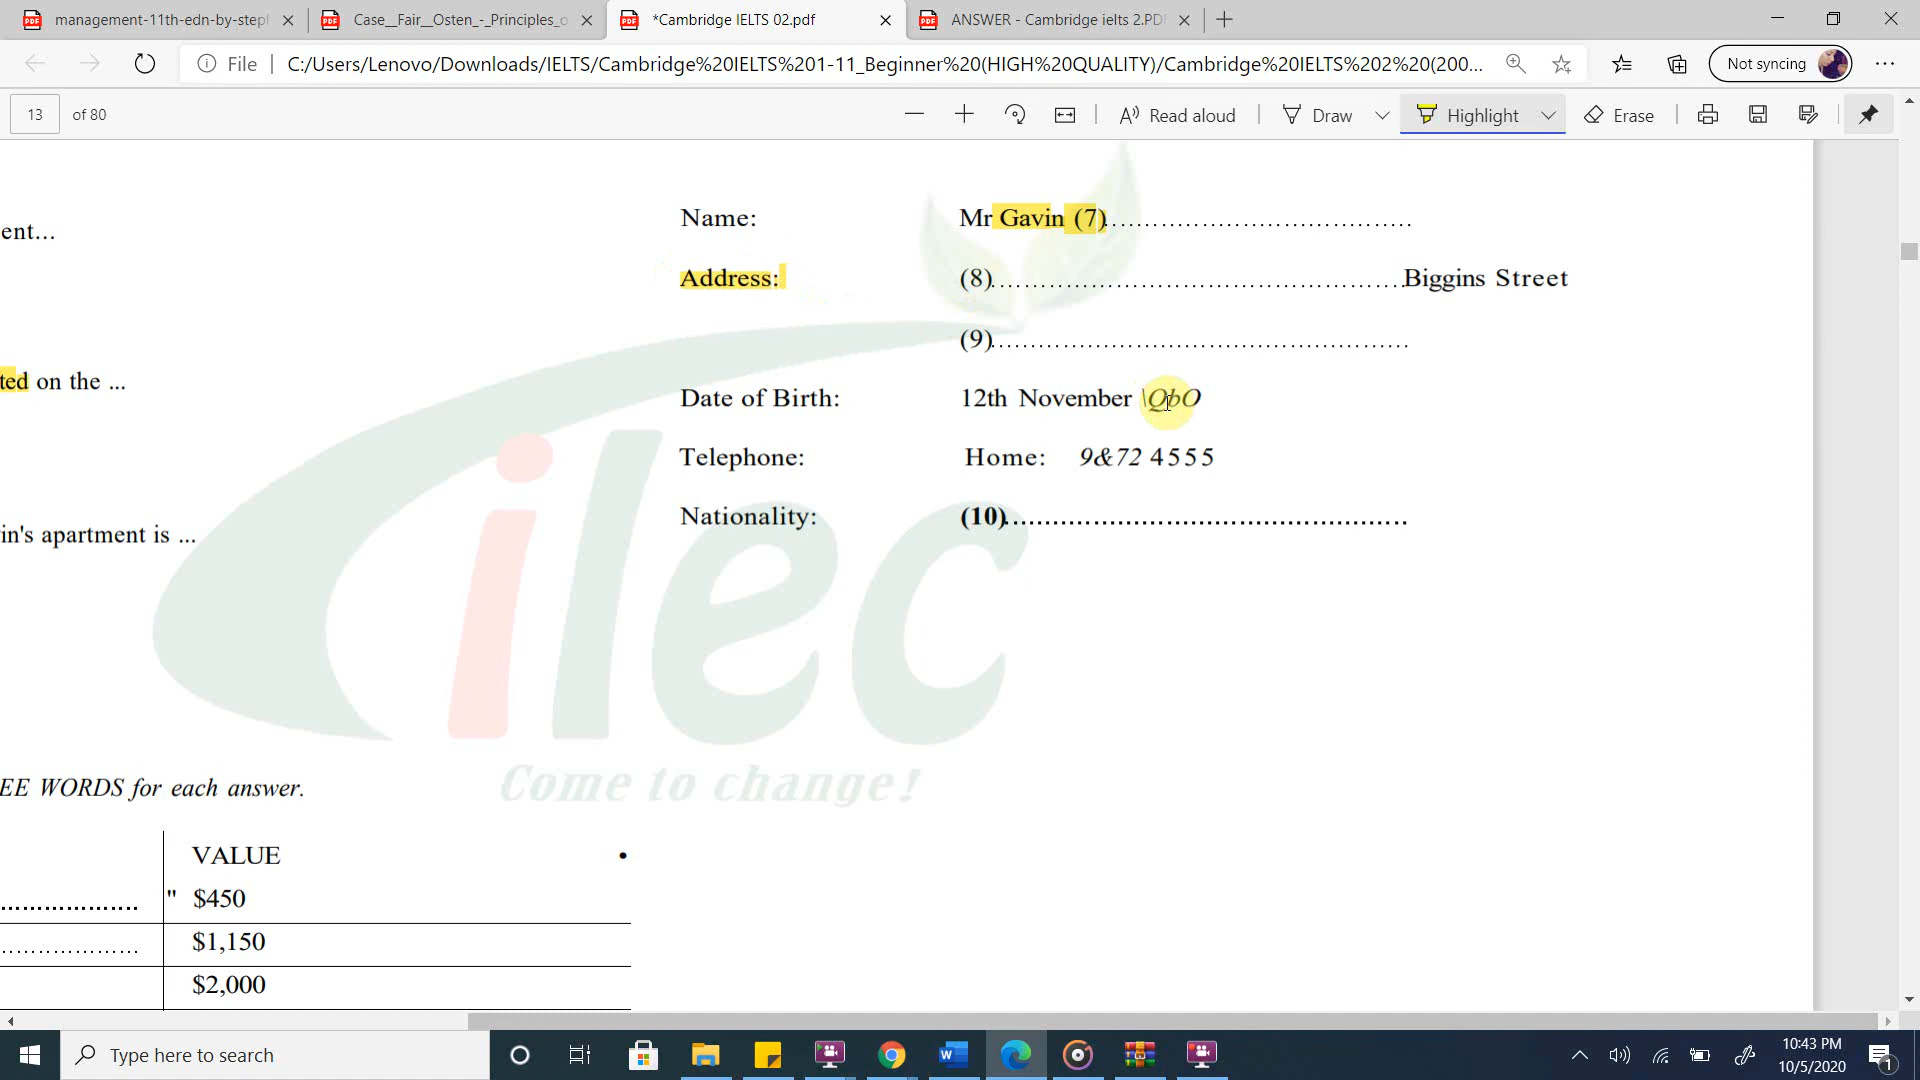 management-11th-edn-by-steph
Case__Fair__Osten_-_Principles_o
*Cambridge IELTS 02.pdf
ANSWER - Cambridge ielts 2.PDF
File
C:/Users/Lenovo/Downloads/IELTS/Cambridge%20IELTS%201-11_Beginner%20(HIGH%20QUALITY)/Cambridge%20IELTS%202%20(200...
Not syncing
13 of 80
Read aloud
Draw
Highlight
Erase
Name: Mr Gavin (7)....................................
ent...
Address: (8)................................................Biggins Street
(9)................................................
ted on the ...
Date of Birth: 12th November \QbO
Telephone: Home: 9&72 4555
Nationality: (10)................................................
in's apartment is ...
ilec
Come to change!
EE WORDS for each answer.
VALUE •
.................. " $450
.................. $1,150
$2,000
Type here to search
10:43 PM
10/5/2020
1